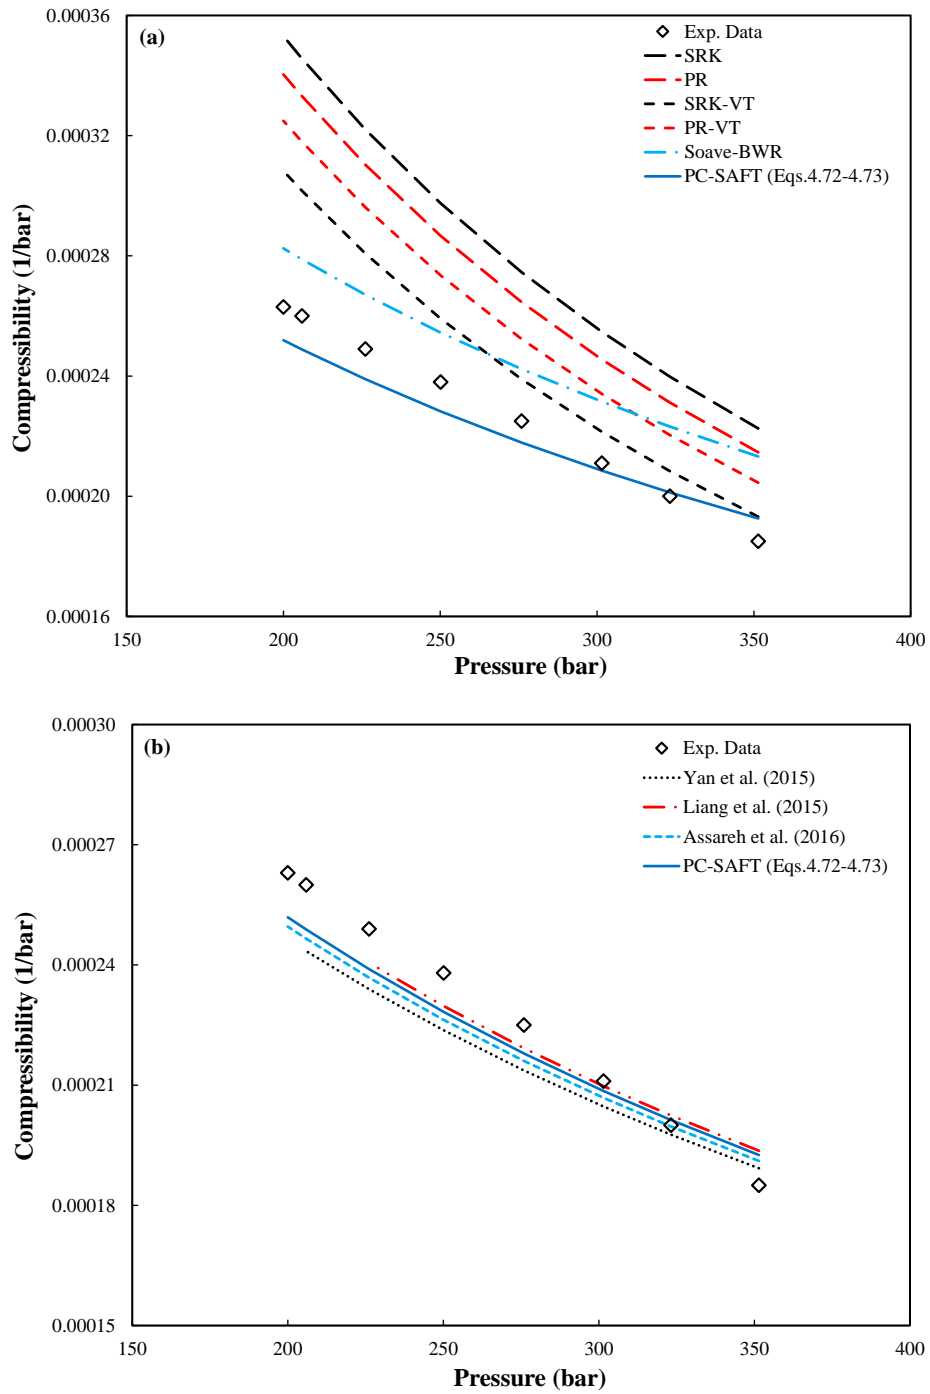 0.00036
(a)
Exp. Data
SRK
PR
SRK-VT
PR-VT
Soave-BWR
PC-SAFT (Eqs.4.72-4.73)
0.00032
0.00028
0.00024
0.00020
0.00016
Compressibility (1/bar)
150 200 250 300 350 400
Pressure (bar)
0.00030
(b)
Exp. Data
Yan et al. (2015)
Liang et al. (2015)
Assareh et al. (2016)
PC-SAFT (Eqs.4.72-4.73)
0.00027
0.00024
0.00021
0.00018
0.00015
Compressibility (1/bar)
150 200 250 300 350 400
Pressure (bar)